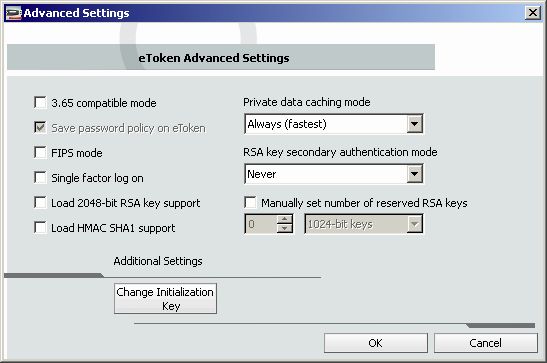 Advanced Settings
eToken Advanced Settings
3.65 compatible mode
Save password policy on eToken
FIPS mode
Single factor log on
Load 2048-bit RSA key support
Load HMAC SHA1 support
Private data caching mode
Always (fastest)
RSA key secondary authentication mode
Never
Manually set number of reserved RSA keys
0
1024-bit keys
Additional Settings
Change Initialization
Key
OK
Cancel